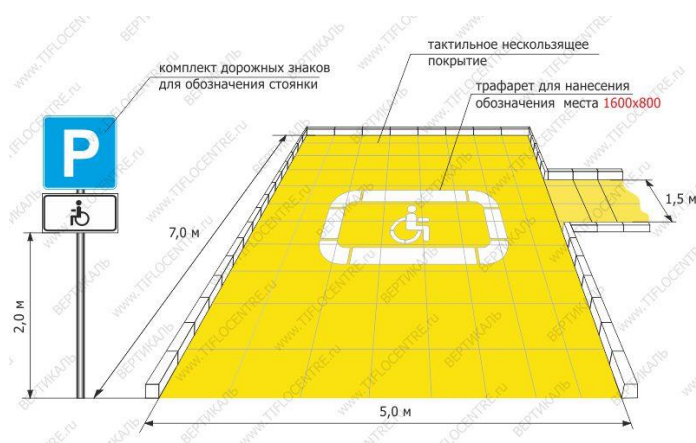 комплект дорожных знаков
для обозначения стоянки
тактильное нескользящее
покрытие
трафарет для нанесения
обозначения места 1600x800
P
7,0 м
1,5 м
2,0 м
5,0 м
ВЕРТИКАЛЬ
WWW.TIFLOCENTRE.ru